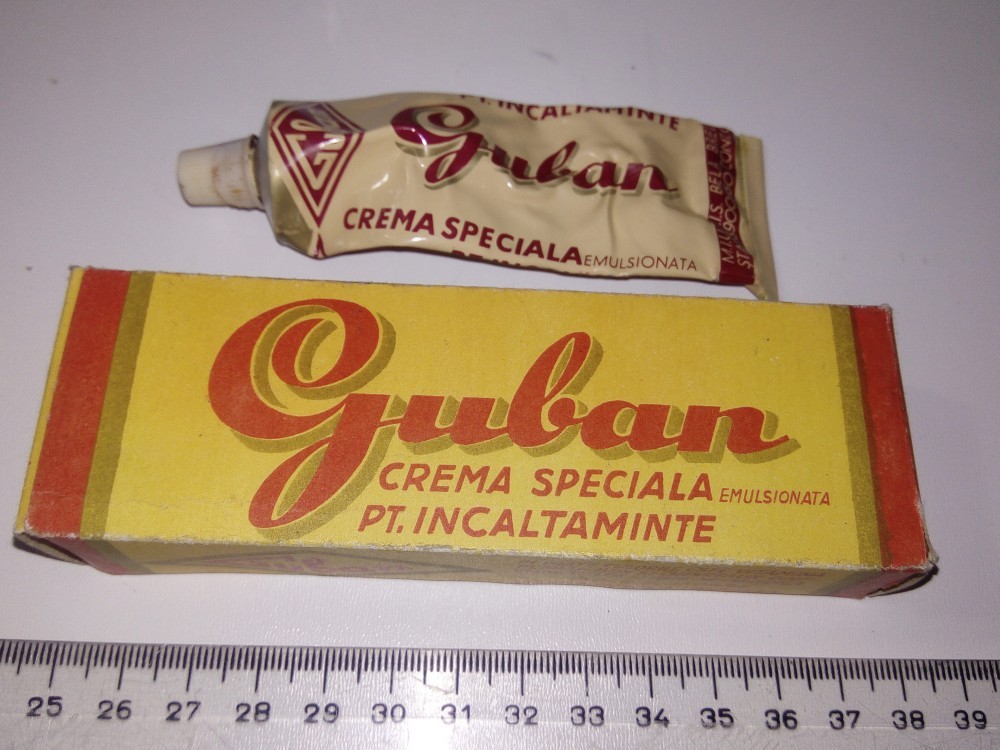 PT. INCALTAMINTE
Guban
CREMA SPECIALA EMULSIONATA
Guban
CREMA SPECIALA EMULSIONATA
PT. INCALTAMINTE
25 26 27 28 29 30 31 32 33 34 35 36 37 38 39